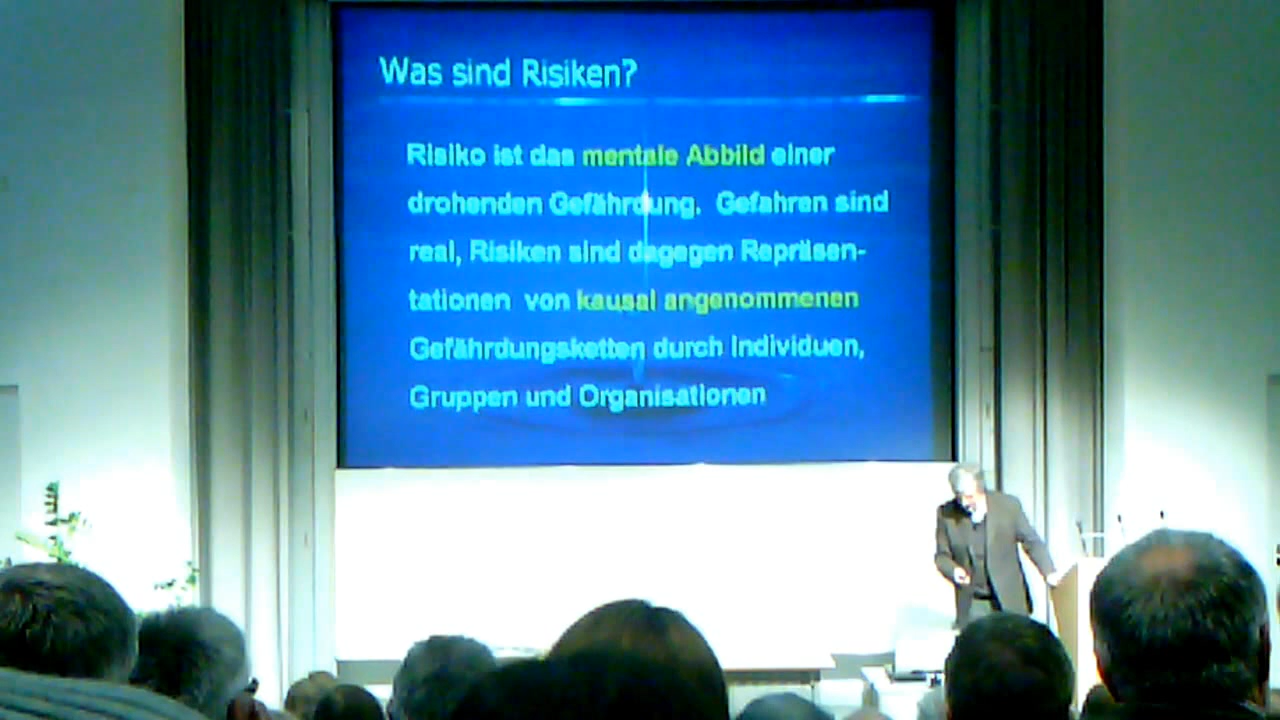 Was sind Risiken?
Risiko ist das mentale Abbild einer
drohenden Gefährdung. Gefahren sind
real, Risiken sind dagegen Repräsen-
tationen von kausal angenommenen
Gefährdungsketten durch Individuen,
Gruppen und Organisationen